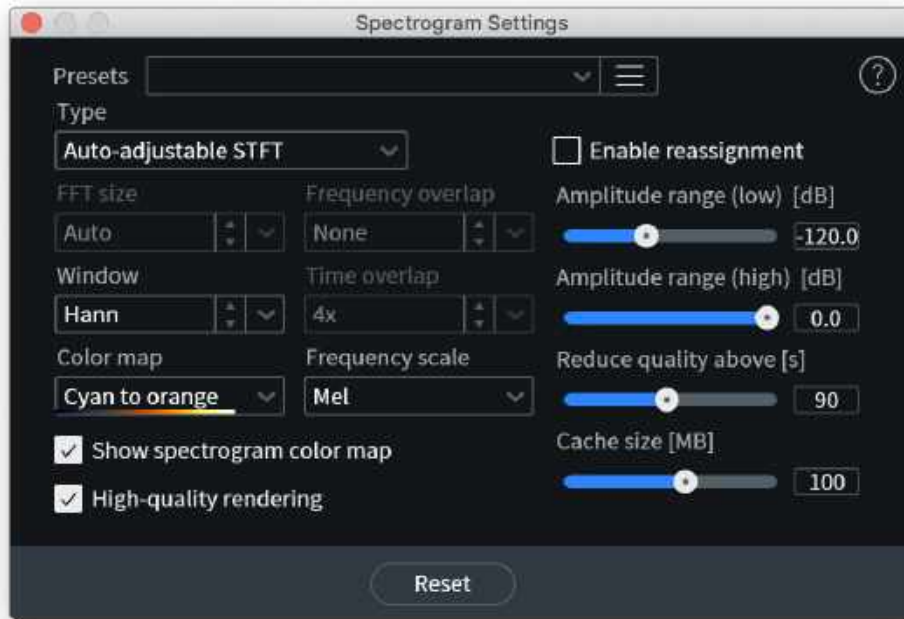 Spectrogram Settings
Presets
?
Type
Auto-adjustable STFT
Enable reassignment
FFT size
Frequency overlap
Amplitude range (low) [dB]
Auto
None
-120.0
Window
Time overlap
Amplitude range (high) [dB]
Hann
4x
0.0
Color map
Frequency scale
Reduce quality above [s]
Cyan to orange
Mel
90
Show spectrogram color map
Cache size [MB]
High-quality rendering
100
Reset